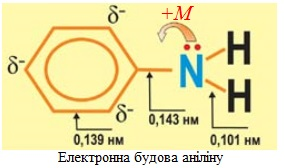 +M
δ-
H
δ-
N
H
δ-
0,143 нм
0,139 нм
0,101 нм
Електронна будова аніліну